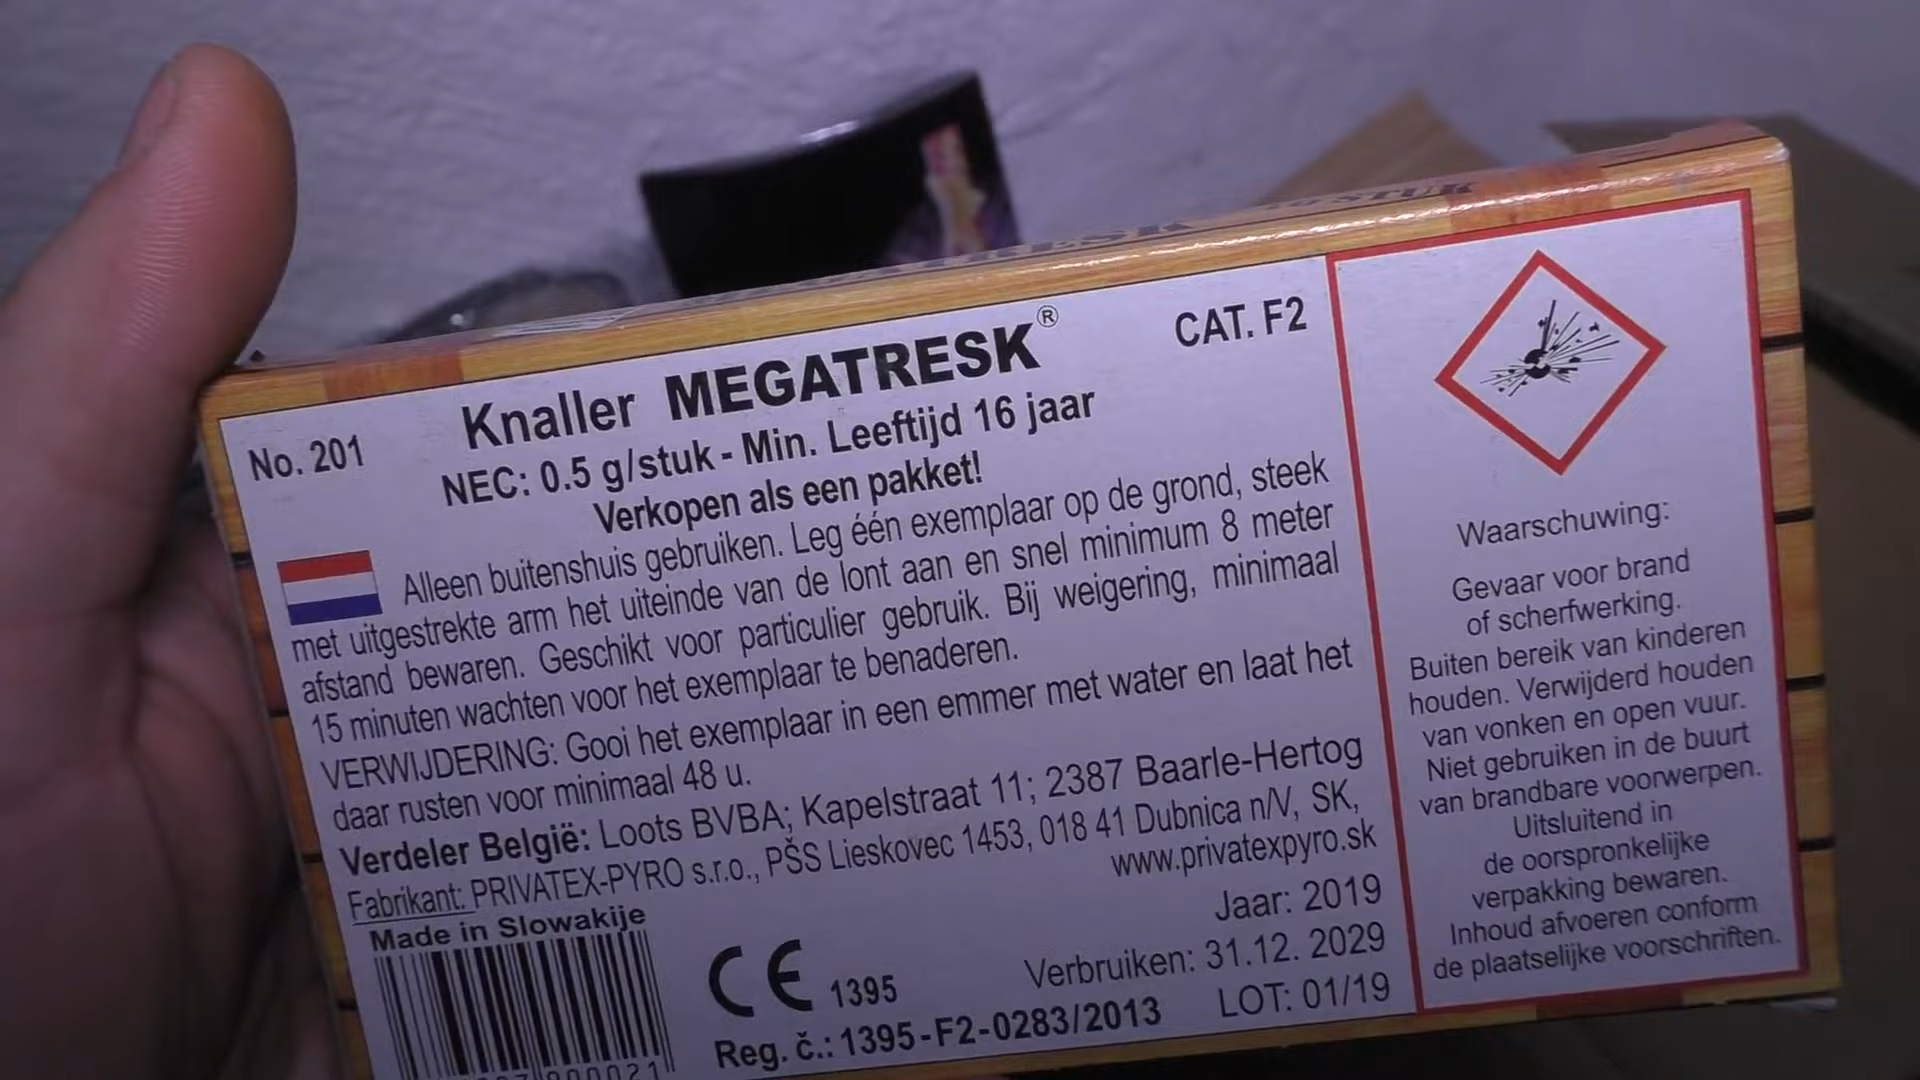 No. 201
Knaller MEGATRESK®
CAT. F2
NEC: 0.5 g/stuk - Min. Leeftijd 16 jaar
Verkopen als een pakket!
Alleen buitenshuis gebruiken. Leg één exemplaar op de grond, steek
met uitgestrekte arm het uiteinde van de lont aan en snel minimum 8 meter
afstand bewaren. Geschikt voor particulier gebruik. Bij weigering, minimaal
15 minuten wachten voor het exemplaar te benaderen.
VERWIJDERING: Gooi het exemplaar in een emmer met water en laat het
daar rusten voor minimaal 48 u.
Verdeler België: Loots BVBA; Kapelstraat 11; 2387 Baarle-Hertog
Fabrikant: PRIVATEX-PYRO s.r.o., PŠS Lieskovec 1453, 018 41 Dubnica n/V, SK,
www.privatexpyro.sk
Made in Slowakije
CE 1395
Jaar: 2019
Verbruiken: 31.12. 2029
Reg. č.: 1395-F2-0283/2013
LOT: 01/19
Waarschuwing:
Gevaar voor brand
of scherfwerking.
Buiten bereik van kinderen
houden. Verwijderd houden
van vonken en open vuur.
Niet gebruiken in de buurt
van brandbare voorwerpen.
Uitsluitend in
de oorspronkelijke
verpakking bewaren.
Inhoud afvoeren conform
de plaatselijke voorschriften.